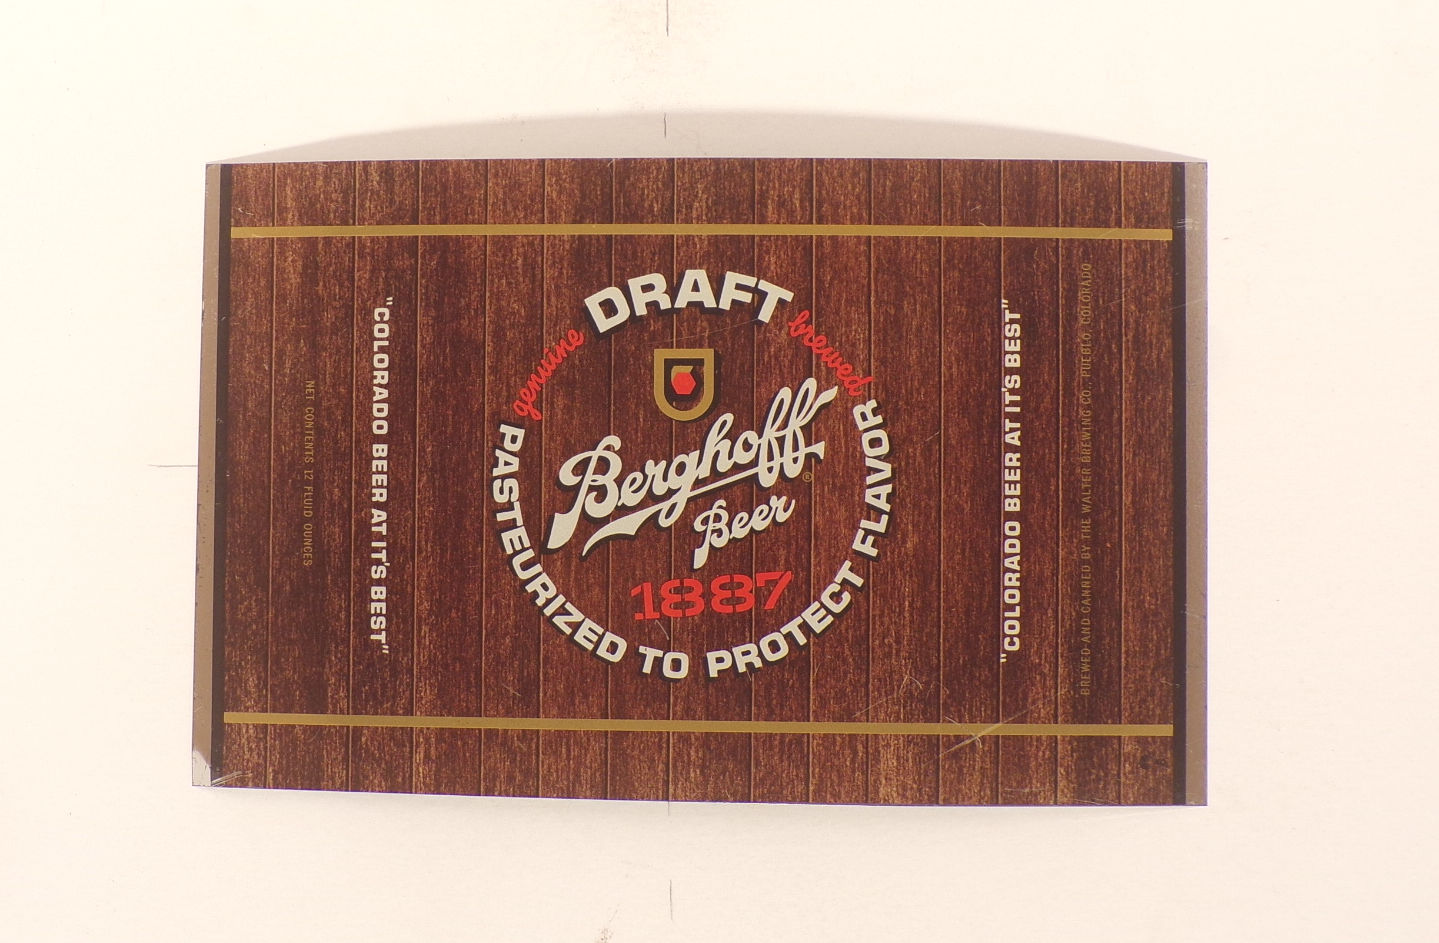 NET CONTENTS 12 FLUID OUNCES
"COLORADO BEER AT IT'S BEST"
genuine DRAFT brewed
Berghoff®
Beer
1887
PASTEURIZED TO PROTECT FLAVOR
"COLORADO BEER AT IT'S BEST"
BREWED AND CANNED BY THE WALTER BREWING CO., PUEBLO, COLORADO